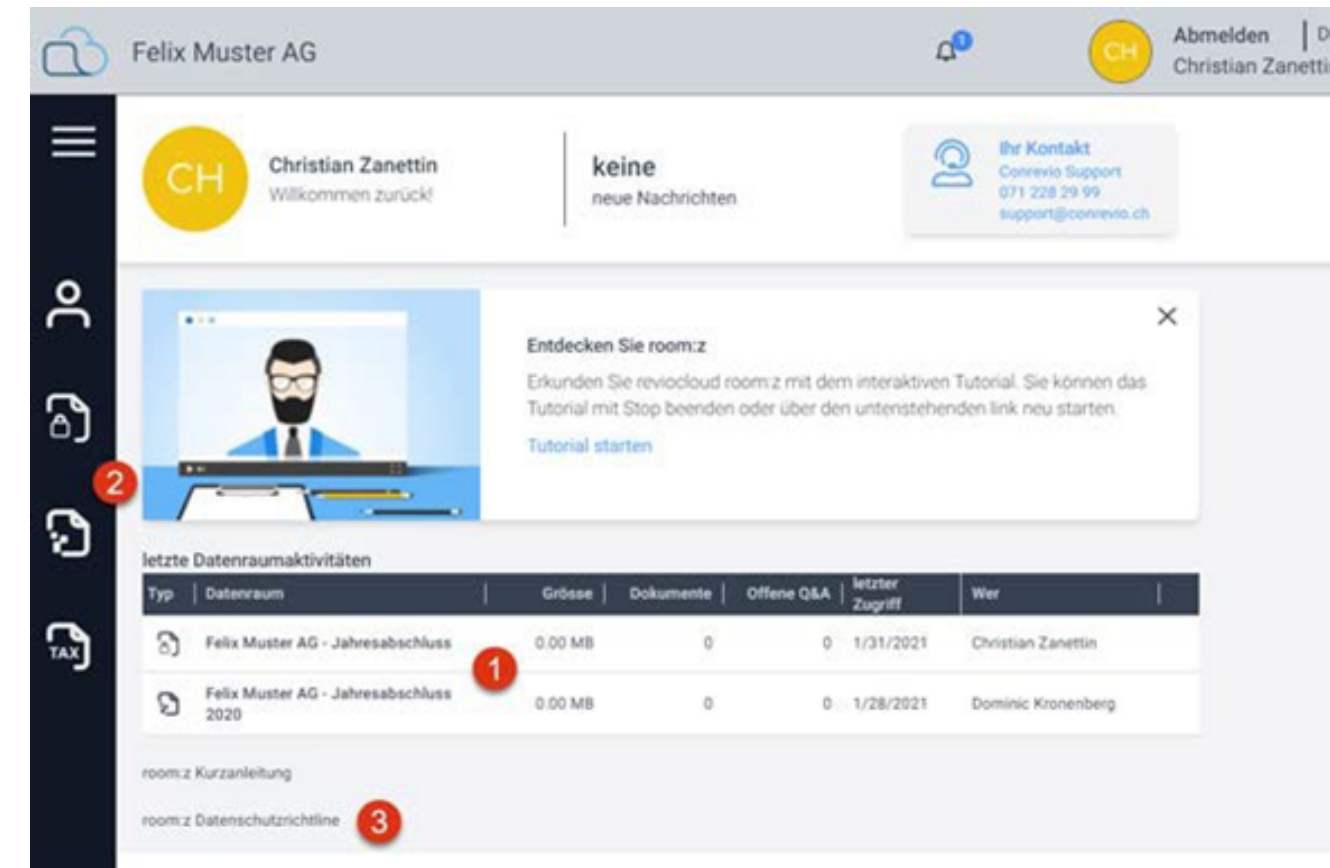 Felix Muster AG
1
CH
Abmelden
Christian Zanettin
CH
Christian Zanettin
Willkommen zurück!
keine
neue Nachrichten
Ihr Kontakt
Conrevio Support
071 228 29 99
support@conrevio.ch
Entdecken Sie room:z
Erkunden Sie reviocloud room:z mit dem interaktiven Tutorial. Sie können das
Tutorial mit Stop beenden oder über den untenstehenden link neu starten.
Tutorial starten
2
letzte Datenraumaktivitäten
Typ Datenraum Grösse Dokumente Offene Q&A letzter Zugriff Wer
Felix Muster AG - Jahresabschluss 0.00 MB 0 0 1/31/2021 Christian Zanettin
1
Felix Muster AG - Jahresabschluss
2020 0.00 MB 0 0 1/28/2021 Dominic Kronenberg
TAX
room:z Kurzanleitung
room:z Datenschutzrichtline
3